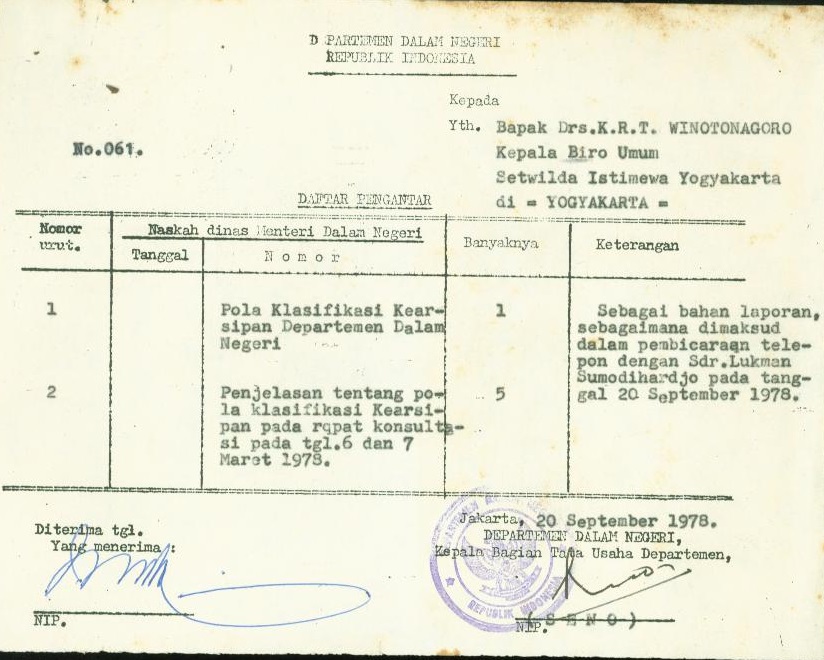 D PARTEMEN DALAM NEGERI
REPUBLIK INDONESIA
Kepada
Yth. Bapak Drs.K.R.T. WINOTONAGORO
No.061.
Kepala Biro Umum
Setwilda Istimewa Yogyakarta
di = YOGYAKARTA =
DAFTAR PENGANTAR
Nomor urut.
Naskah dinas Menteri Dalam Negeri
Tanggal
Nomor
Banyaknya
Keterangan
1
Pola Klasifikasi Kear-
sipan Departemen Dalam
Negeri
1
Sebagai bahan laporan,
sebagaimana dimaksud
dalam pembicaraan tele-
pon dengan Sdr.Lukman
Sumodihardjo pada tang-
gal 20 September 1978.
2
Penjelasan tentang po-
la klasifikasi Kearsi-
pan pada rqpat konsulta-
si pada tgl.6 dan 7
Maret 1978.
5
Diterima tgl.
Yang menerima :
NIP.
Jakarta, 20 September 1978.
DEPARTEMEN DALAM NEGERI,
Kepala Bagian Tata Usaha Departemen,
REPUBLIK INDONESIA
( S E N O )
NIP.